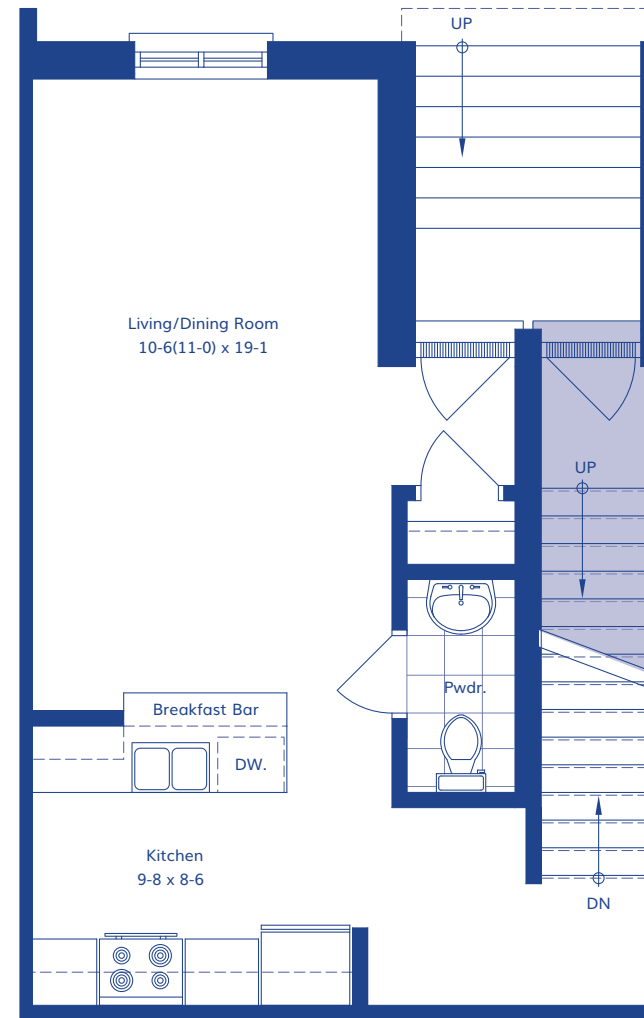 UP
Living/Dining Room
10-6(11-0) x 19-1
UP
Pwdr.
Breakfast Bar
DW.
Kitchen
9-8 x 8-6
DN